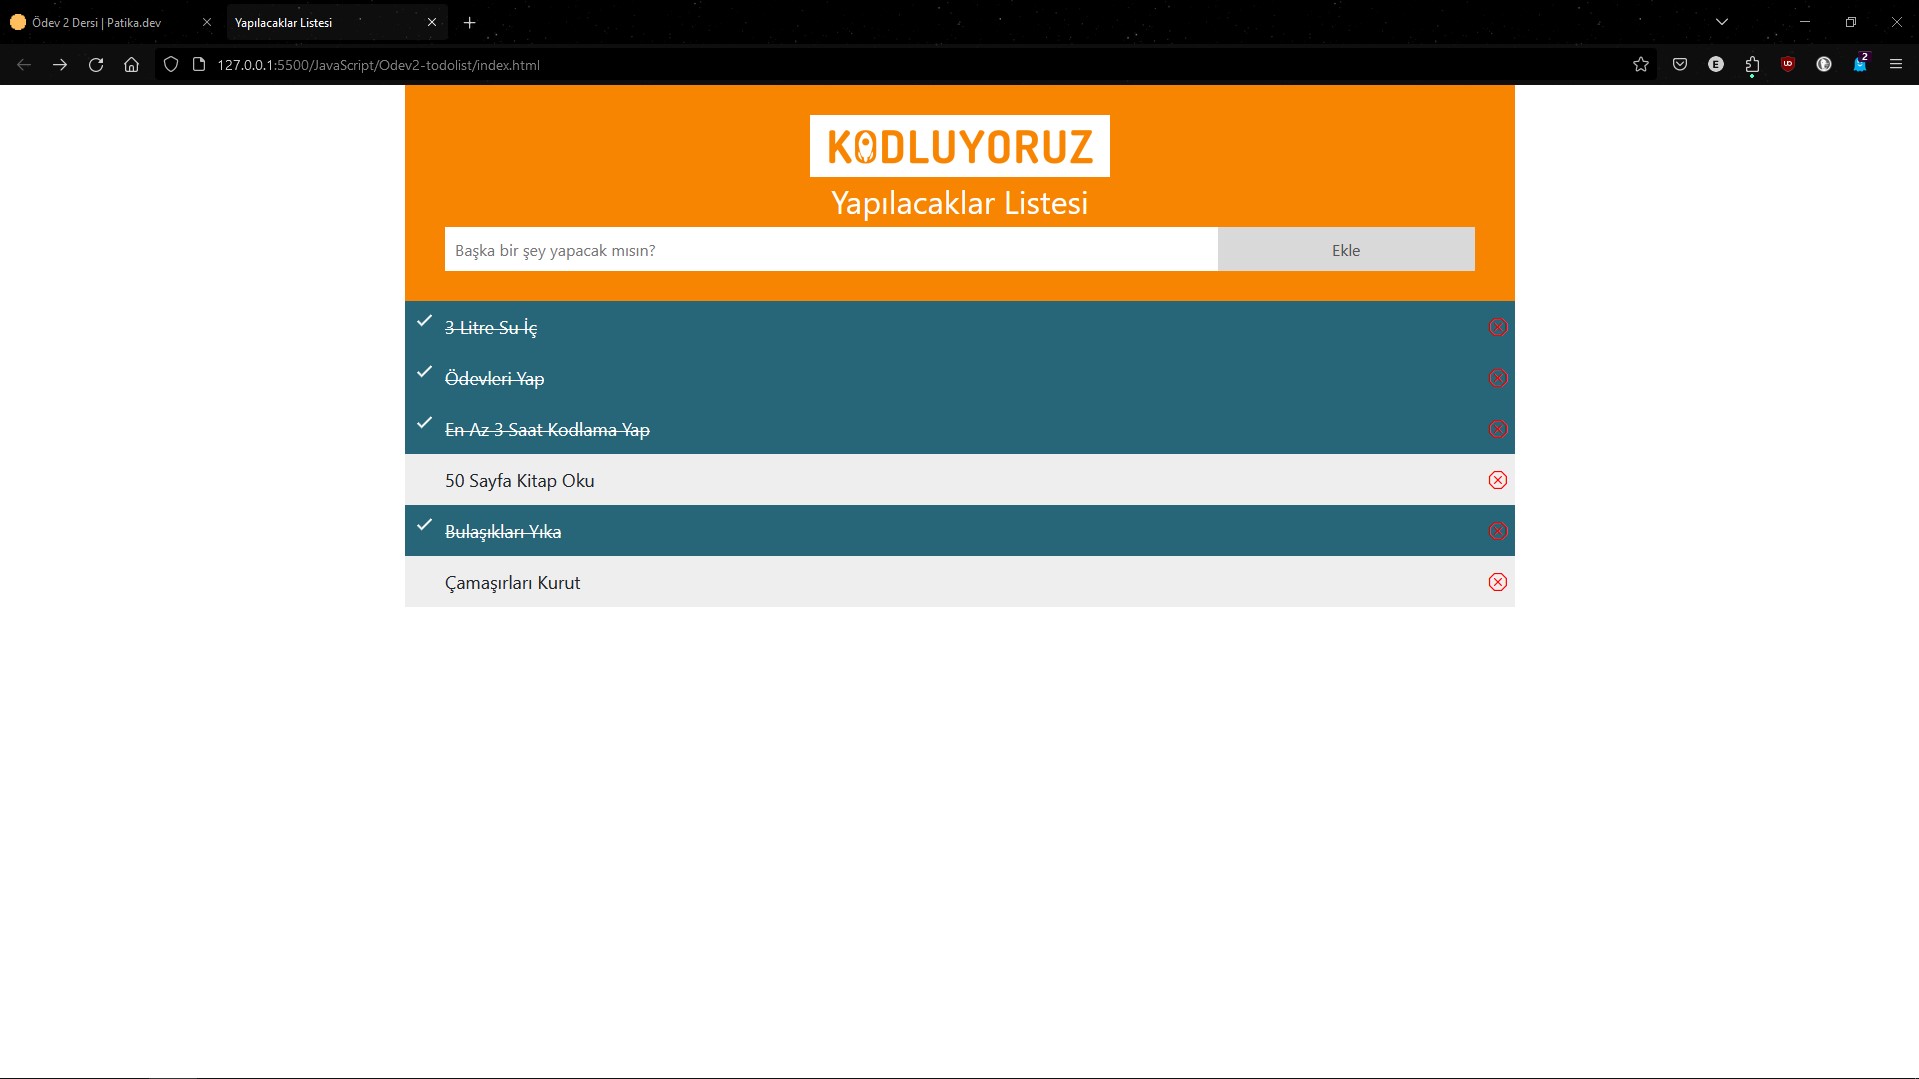 Ödev 2 Dersi | Patika.dev
Yapılacaklar Listesi
127.0.0.1:5500/JavaScript/Odev2-todolist/index.html
E
2
KODLUYORUZ
Yapılacaklar Listesi
Başka bir şey yapacak mısın?
Ekle
3 Litre Su İç
Ödevleri Yap
En Az 3 Saat Kodlama Yap
50 Sayfa Kitap Oku
Bulaşıkları Yıka
Çamaşırları Kurut